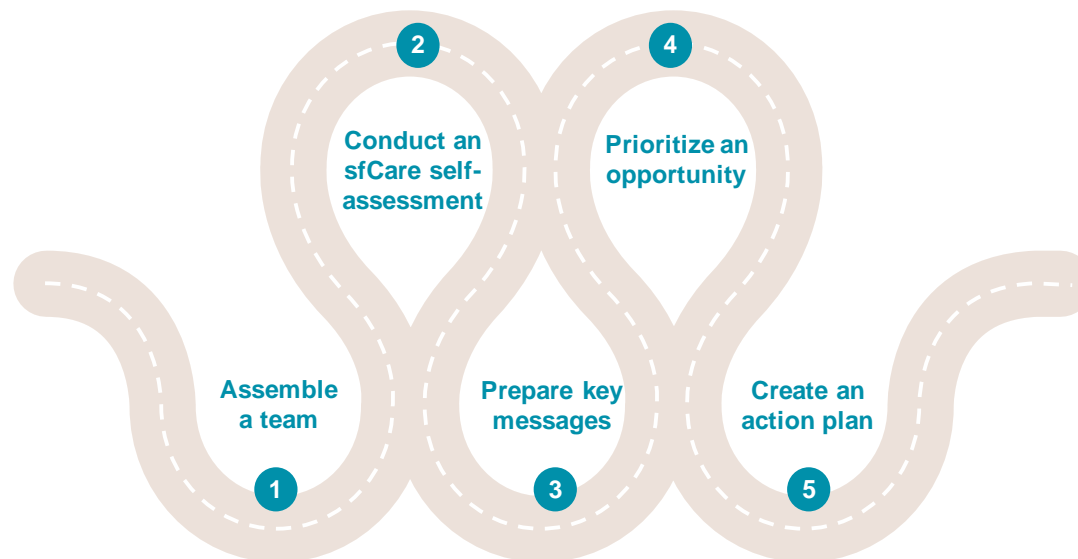 1
Assemble
a team
2
Conduct an
sfCare self-
assessment
3
Prepare key
messages
4
Prioritize an
opportunity
5
Create an
action plan